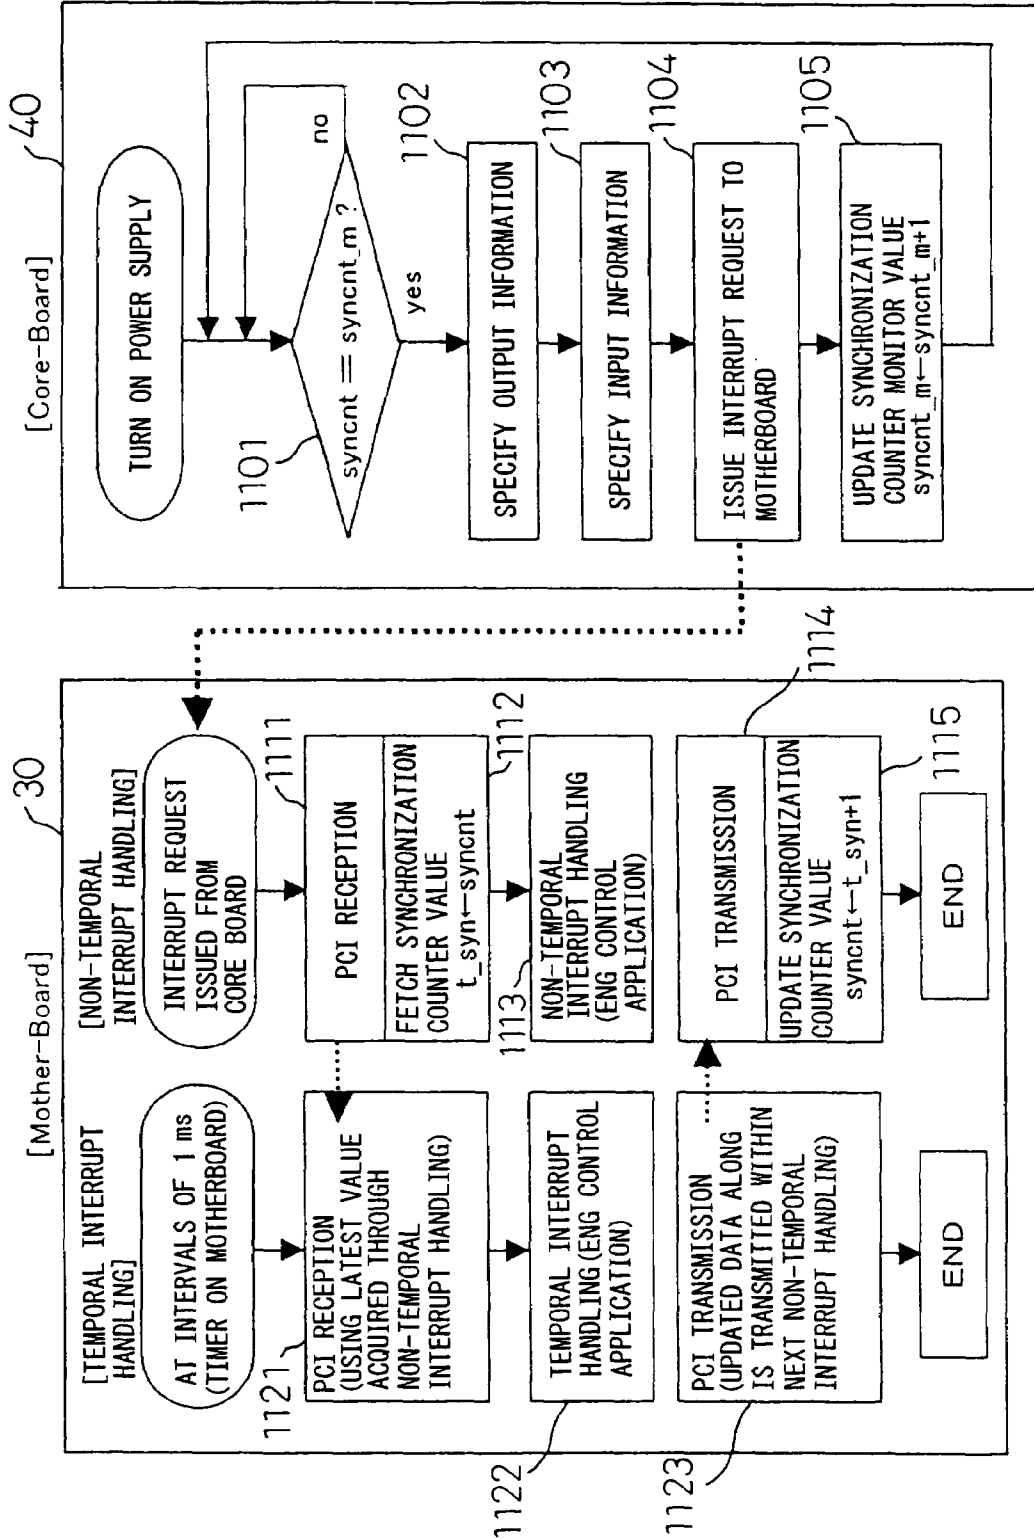 [Mother-Board]
30
[TEMPORAL INTERRUPT
HANDLING]
AT INTERVALS OF 1 ms
(TIMER ON MOTHERBOARD)
1121
PCI RECEPTION
(USING LATEST VALUE
ACQUIRED THROUGH
NON-TEMPORAL
INTERRUPT HANDLING)
1122
TEMPORAL INTERRUPT
HANDLING(ENG CONTROL
APPLICATION)
1123
PCI TRANSMISSION
(UPDATED DATA ALONG
IS TRANSMITTED WITHIN
NEXT NON-TEMPORAL
INTERRUPT HANDLING)
END
[NON-TEMPORAL
INTERRUPT HANDLING]
INTERRUPT REQUEST
ISSUED FROM
CORE BOARD
1111
PCI RECEPTION
FETCH SYNCHRONIZATION
COUNTER VALUE
t_syn←syncnt
1112
1113
NON-TEMPORAL
INTERRUPT HANDLING
(ENG CONTROL
APPLICATION)
1114
PCI TRANSMISSION
UPDATE SYNCHRONIZATION
COUNTER VALUE
syncnt←t_syn+1
1115
END
[Core-Board]
40
TURN ON POWER SUPPLY
1101
syncnt == syncnt_m ?
no
yes
1102
SPECIFY OUTPUT INFORMATION
1103
SPECIFY INPUT INFORMATION
1104
ISSUE INTERRUPT REQUEST TO
MOTHERBOARD
1105
UPDATE SYNCHRONIZATION
COUNTER MONITOR VALUE
syncnt_m←syncnt_m+1